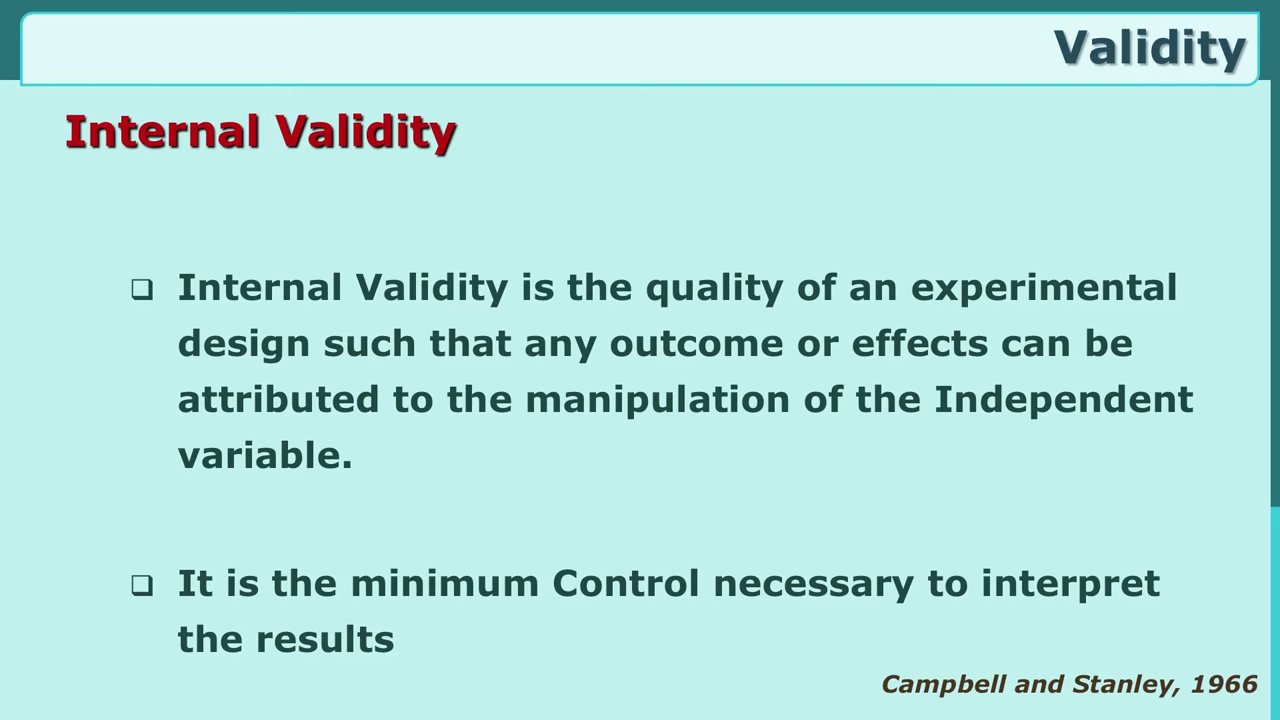 Validity
Internal Validity
❑ Internal Validity is the quality of an experimental
design such that any outcome or effects can be
attributed to the manipulation of the Independent
variable.
❑ It is the minimum Control necessary to interpret
the results
Campbell and Stanley, 1966